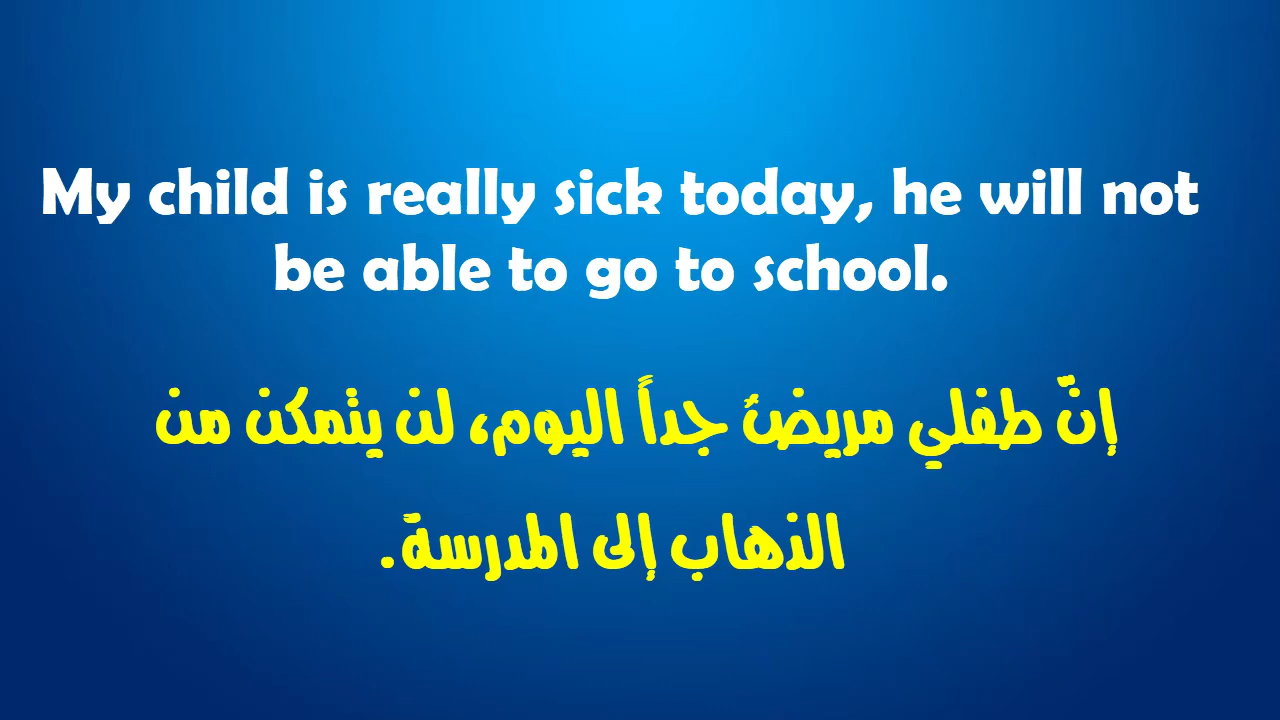 My child is really sick today, he will not
be able to go to school.
إنّ طفلي مريضٌ جداً اليوم، لن يتمكن من
الذهاب إلى المدرسة.